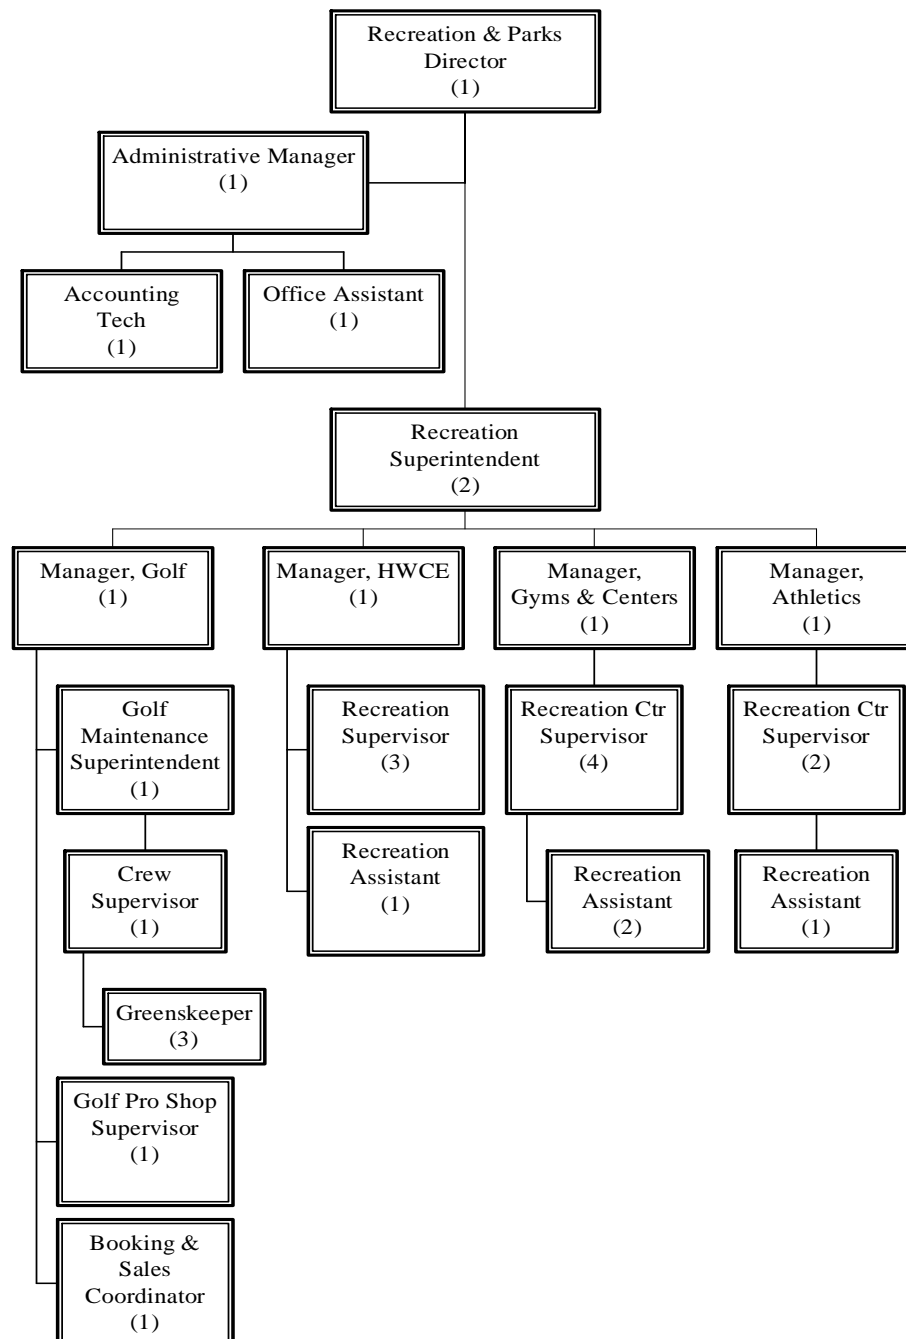 Recreation & Parks
Director
(1)
Administrative Manager
(1)
Accounting
Tech
(1)
Office Assistant
(1)
Recreation
Superintendent
(2)
Manager, Golf
(1)
Manager, HWCE
(1)
Manager,
Gyms & Centers
(1)
Manager,
Athletics
(1)
Golf
Maintenance
Superintendent
(1)
Recreation
Supervisor
(3)
Recreation Ctr
Supervisor
(4)
Recreation Ctr
Supervisor
(2)
Crew
Supervisor
(1)
Recreation
Assistant
(1)
Recreation
Assistant
(2)
Recreation
Assistant
(1)
Greenskeeper
(3)
Golf Pro Shop
Supervisor
(1)
Booking &
Sales
Coordinator
(1)